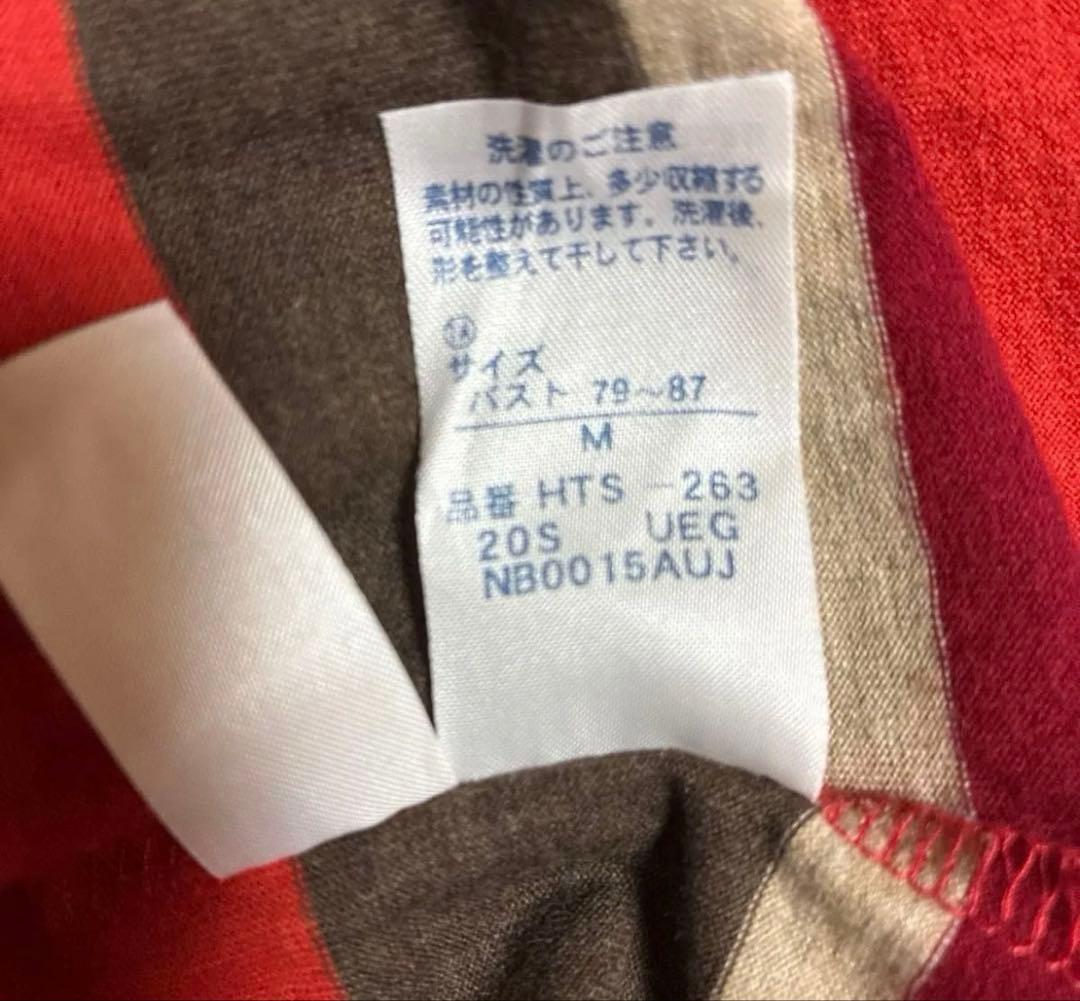 洗濯のご注意
素材の性質上、多少収縮する
可能性があります。洗濯後、
形を整えて干して下さい。
サイズ
バスト 79～87
M
品番 HTS -263
20S UEG
NB0015AUJ